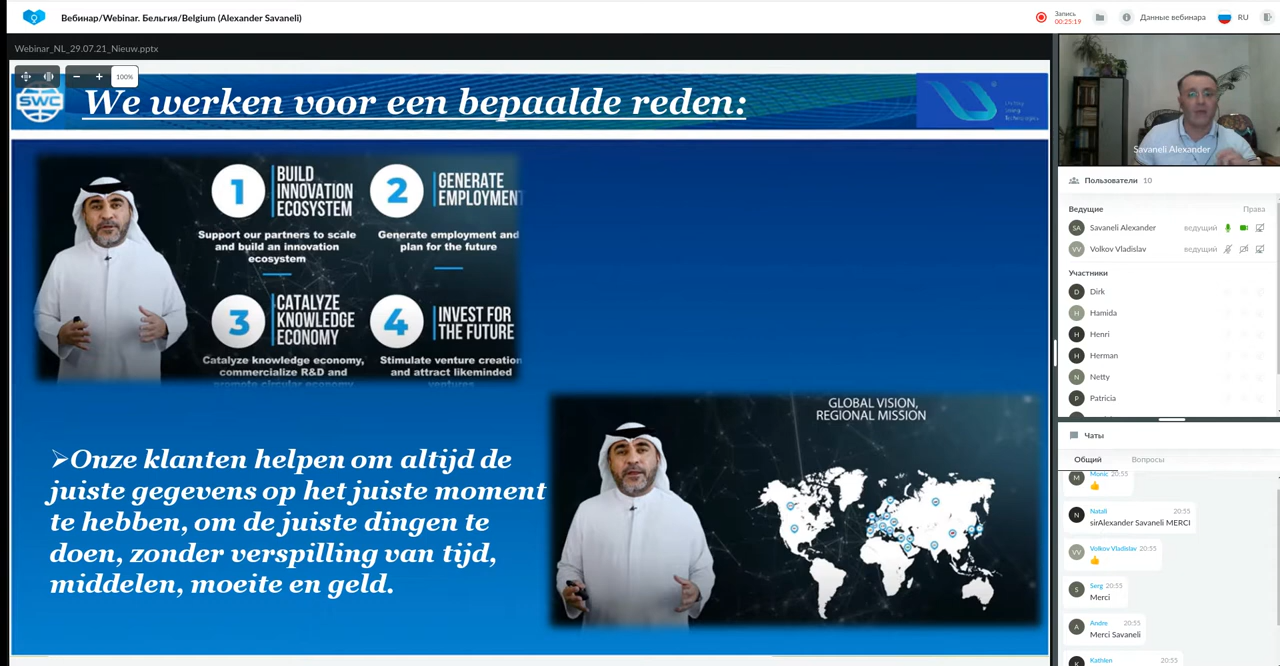 Вебинар/Webinar. Бельгия/Belgium (Alexander Savaneli)
Запись
00:25:19
Данные вебинара
RU
Webinar_NL_29.07.21_Nieuw.pptx
100%
SWC
We werken voor een bepaalde reden:
1
BUILD
INNOVATION
ECOSYSTEM
Support our partners to scale
and build an innovation
ecosystem
2
GENERATE
EMPLOYMENT
Generate employment and
plan for the future
3
CATALYZE
KNOWLEDGE
ECONOMY
Catalyze knowledge economy,
commercialize R&D and
promote circular economy
4
INVEST FOR
THE FUTURE
Stimulate venture creation
and attract likeminded
ventures
➢Onze klanten helpen om altijd de
juiste gegevens op het juiste moment
te hebben, om de juiste dingen te
doen, zonder verspilling van tijd,
middelen, moeite en geld.
GLOBAL VISION,
REGIONAL MISSION
Savaneli Alexander
Пользователи 10
Ведущие Права
SA Savaneli Alexander ведущий
VV Volkov Vladislav ведущий
Участники
D Dirk
H Hamida
H Henri
H Herman
N Netty
P Patricia
Чаты
Общий Вопросы
M Monic 20:55
👍
N Natali 20:55
sirAlexander Savaneli MERCI
VV Volkov Vladislav 20:55
👍
S Serg 20:55
Merci
A Andre 20:55
Merci Savaneli
K Kathlen 20:55